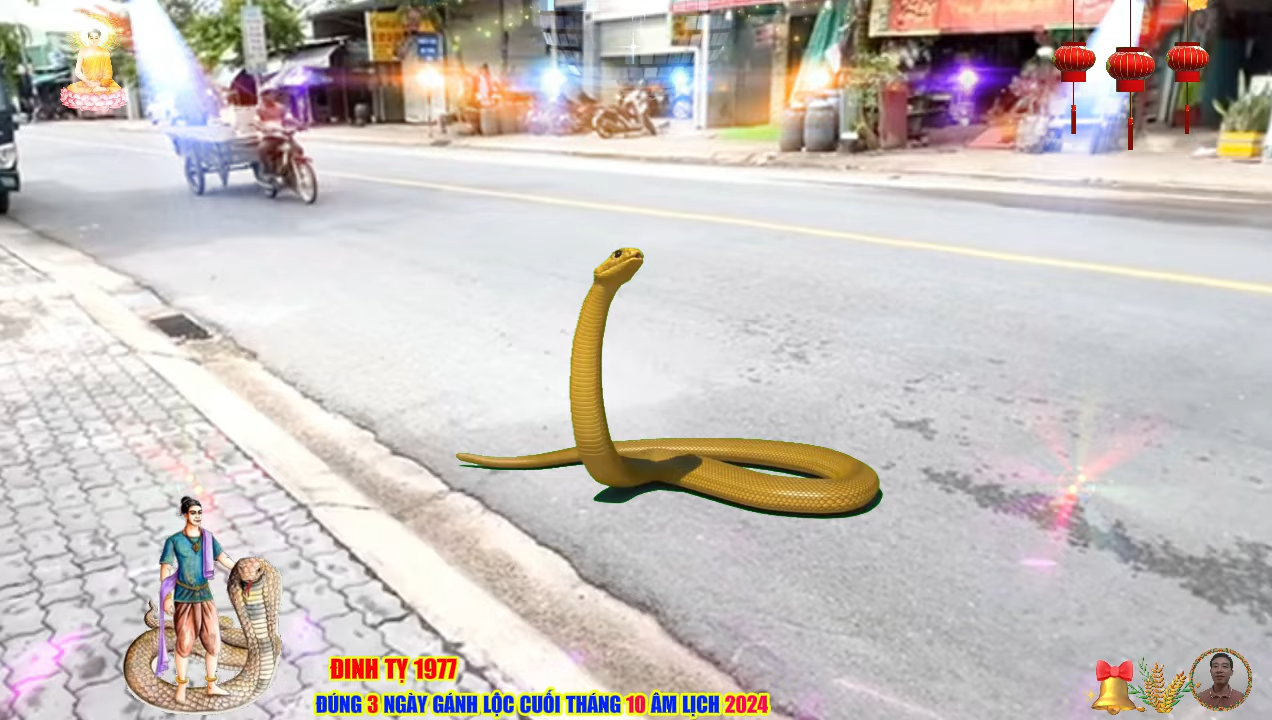 ĐINH TỴ 1977
ĐÚNG 3 NGÀY GÁNH LỘC CUỐI THÁNG 10 ÂM LỊCH 2024